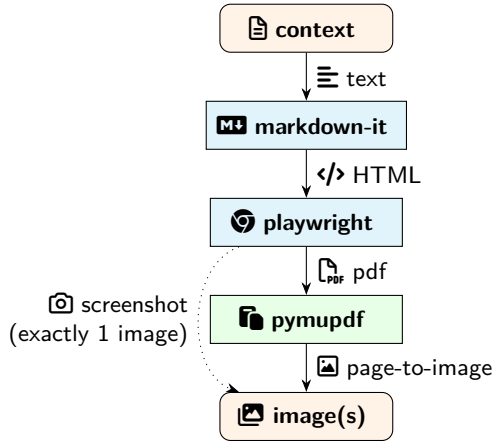 context
text
markdown-it
HTML
playwright
pdf
screenshot
(exactly 1 image)
pymupdf
page-to-image
image(s)